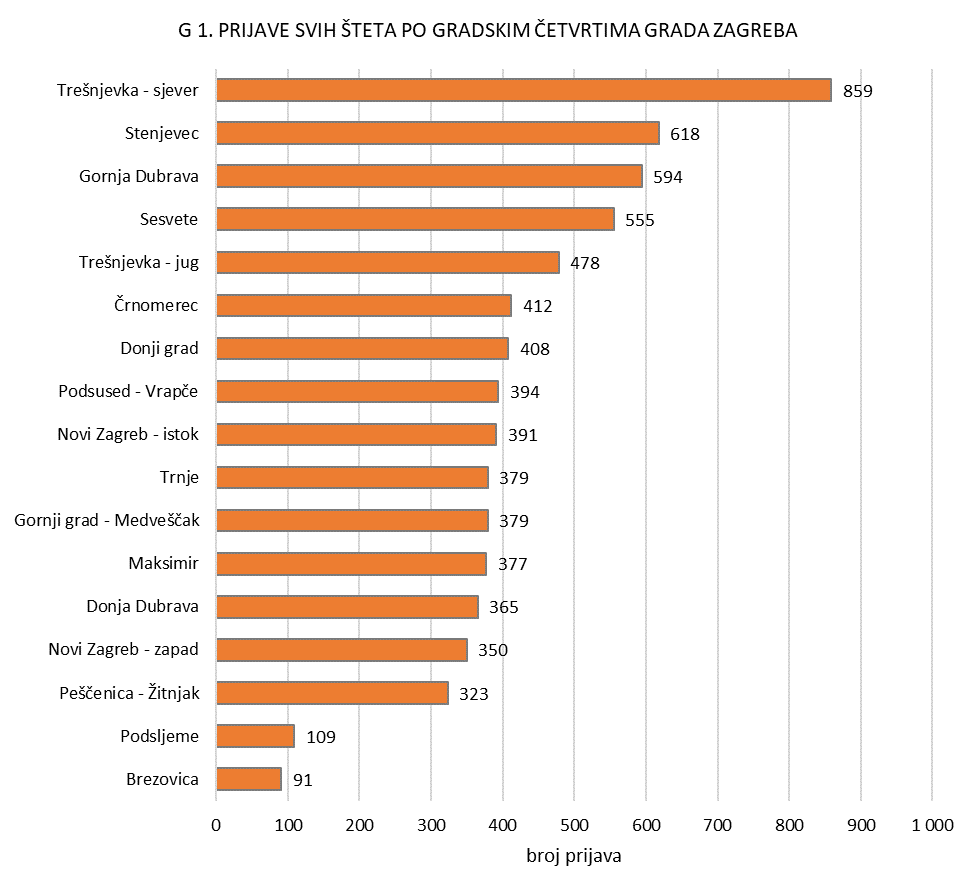 G 1. PRIJAVE SVIH ŠTETA PO GRADSKIM ČETVRTIMA GRADA ZAGREBA
Trešnjevka - sjever 859
Stenjevec 618
Gornja Dubrava 594
Sesvete 555
Trešnjevka - jug 478
Črnomerec 412
Donji grad 408
Podsused - Vrapče 394
Novi Zagreb - istok 391
Trnje 379
Gornji grad - Medveščak 379
Maksimir 377
Donja Dubrava 365
Novi Zagreb - zapad 350
Peščenica - Žitnjak 323
Podsljeme 109
Brezovica 91
0 100 200 300 400 500 600 700 800 900 1 000
broj prijava